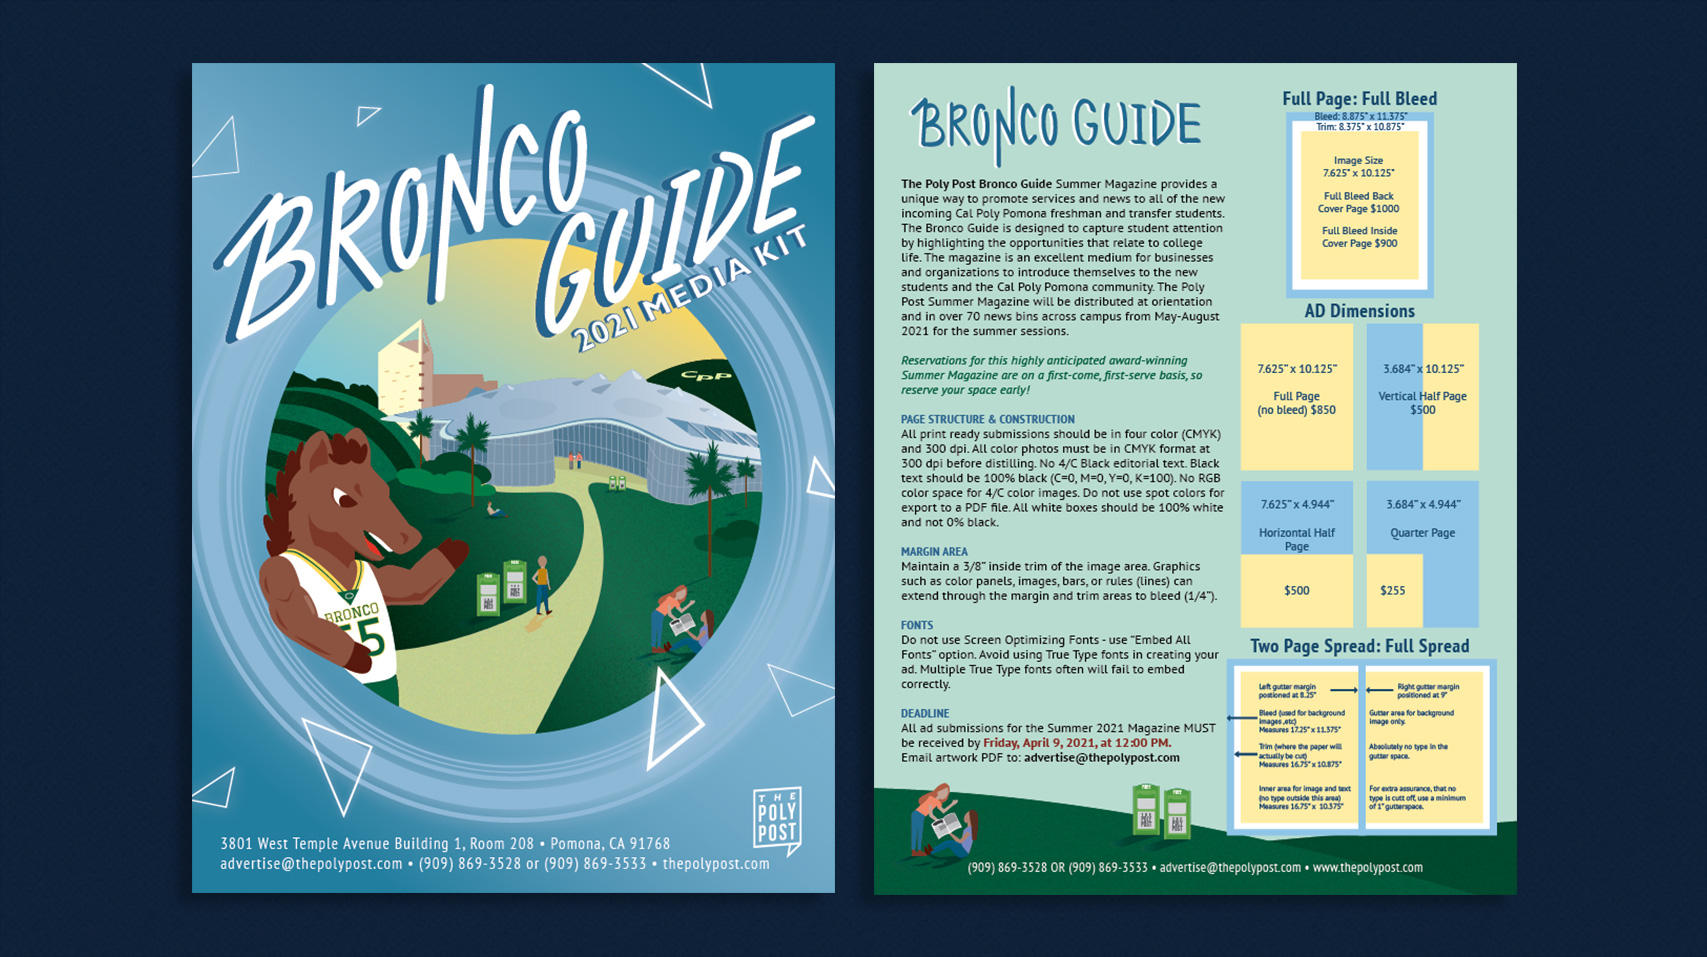 BRONCO
GUIDE
2021 MEDIA KIT
cpp
BRONCO
55
THE
POLY
POST
3801 West Temple Avenue Building 1, Room 208 • Pomona, CA 91768
advertise@thepolypost.com • (909) 869-3528 or (909) 869-3533 • thepolypost.com
BRONCO GUIDE
The Poly Post Bronco Guide Summer Magazine provides a
unique way to promote services and news to all of the new
incoming Cal Poly Pomona freshman and transfer students.
The Bronco Guide is designed to capture student attention
by highlighting the opportunities that relate to college
life. The magazine is an excellent medium for businesses
and organizations to introduce themselves to the new
students and the Cal Poly Pomona community. The Poly
Post Summer Magazine will be distributed at orientation
and in over 70 news bins across campus from May-August
2021 for the summer sessions.
Reservations for this highly anticipated award-winning
Summer Magazine are on a first-come, first-serve basis, so
reserve your space early!
PAGE STRUCTURE & CONSTRUCTION
All print ready submissions should be in four color (CMYK)
and 300 dpi. All color photos must be in CMYK format at
300 dpi before distilling. No 4/C Black editorial text. Black
text should be 100% black (C=0, M=0, Y=0, K=100). No RGB
color space for 4/C color images. Do not use spot colors for
export to a PDF file. All white boxes should be 100% white
and not 0% black.
MARGIN AREA
Maintain a 3/8" inside trim of the image area. Graphics
such as color panels, images, bars, or rules (lines) can
extend through the margin and trim areas to bleed (1/4").
FONTS
Do not use Screen Optimizing Fonts - use "Embed All
Fonts" option. Avoid using True Type fonts in creating your
ad. Multiple True Type fonts often will fail to embed
correctly.
DEADLINE
All ad submissions for the Summer 2021 Magazine MUST
be received by Friday, April 9, 2021, at 12:00 PM.
Email artwork PDF to: advertise@thepolypost.com
Full Page: Full Bleed
Bleed: 8.875" x 11.375"
Trim: 8.375" x 10.875"
Image Size
7.625" x 10.125"
Full Bleed Back
Cover Page $1000
Full Bleed Inside
Cover Page $900
AD Dimensions
7.625" x 10.125"
Full Page
(no bleed) $850
3.684" x 10.125"
Vertical Half Page
$500
7.625" x 4.944"
Horizontal Half
Page
$500
3.684" x 4.944"
Quarter Page
$255
Two Page Spread: Full Spread
Left gutter margin
postioned at 8.25"
Bleed (used for background
images ,etc)
Measures 17.25" x 11.375"
Trim (where the paper will
actually be cut)
Measures 16.75" x 10.875"
Inner area for image and text
(no type outside this area)
Measures 16.75" x 10.375"
Right gutter margin
positioned at 9"
Gutter area for background
image only.
Absolutely no type in the
gutter space.
For extra assurance, that no
type is cutt off, use a minimum
of 1" gutterspace.
(909) 869-3528 OR (909) 869-3533 • advertise@thepolypost.com • www.thepolypost.com